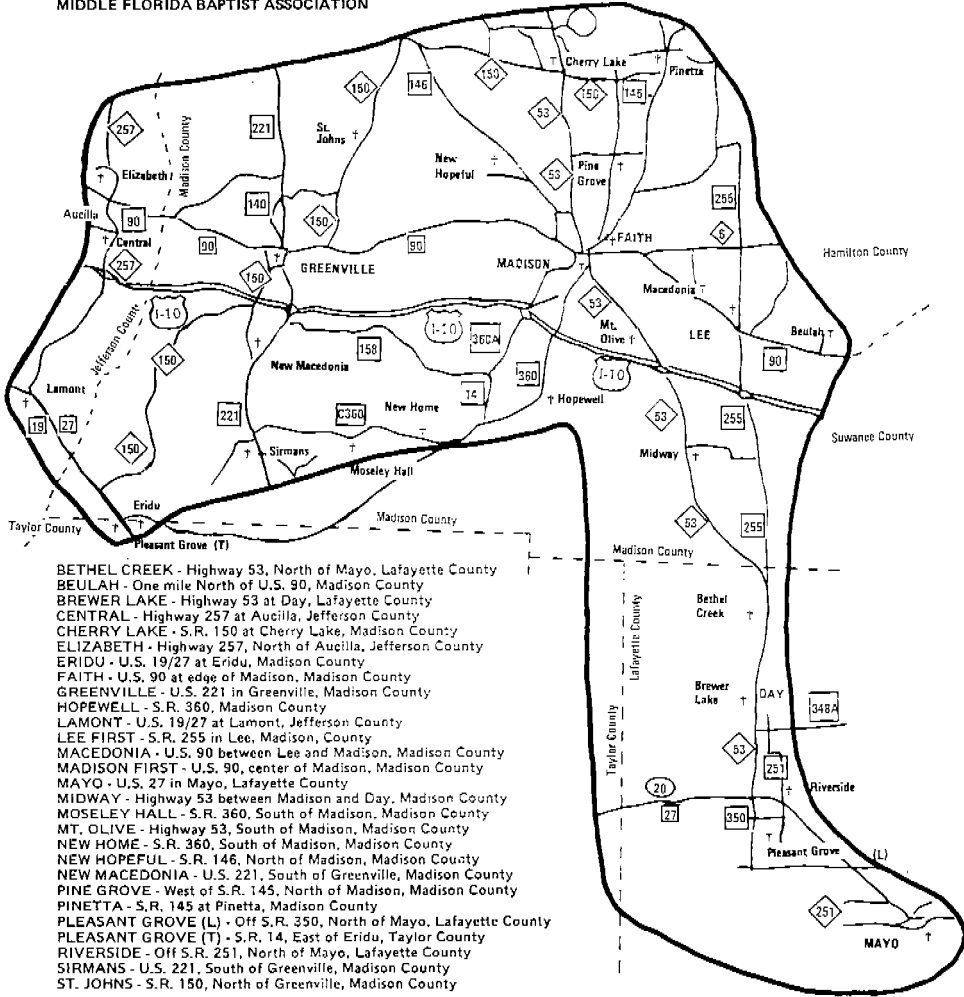 MIDDLE FLORIDA BAPTIST ASSOCIATION
Cherry Lake
Pinetta
150
146
150
53
150
145
257
221
St.
Johns
New
Hopeful
53
Pine
Grove
Elizabeth
Madison County
255
140
150
Aucilla
90
Central
90
90
FAITH
6
257
150
GREENVILLE
MADISON
Hamilton County
Macedonia
I-10
53
Jefferson County
I-10
360A
Mt.
Olive
LEE
Beulah
158
150
New Macedonia
360
I-10
90
Lamont
14
Hopewell
19
27
221
C360
New Home
53
255
Suwanee County
150
Sirmans
Midway
Moseley Hall
Eridu
53
255
Taylor County
Madison County
Pleasant Grove (T)
Madison County
BETHEL CREEK - Highway 53, North of Mayo, Lafayette County
BEULAH - One mile North of U.S. 90, Madison County
BREWER LAKE - Highway 53 at Day, Lafayette County
CENTRAL - Highway 257 at Aucilla, Jefferson County
CHERRY LAKE - S.R. 150 at Cherry Lake, Madison County
ELIZABETH - Highway 257, North of Aucilla, Jefferson County
ERIDU - U.S. 19/27 at Eridu, Madison County
FAITH - U.S. 90 at edge of Madison, Madison County
GREENVILLE - U.S. 221 in Greenville, Madison County
HOPEWELL - S.R. 360, Madison County
LAMONT - U.S. 19/27 at Lamont, Jefferson County
LEE FIRST - S.R. 255 in Lee, Madison, County
MACEDONIA - U.S. 90 between Lee and Madison, Madison County
MADISON FIRST - U.S. 90, center of Madison, Madison County
MAYO - U.S. 27 in Mayo, Lafayette County
MIDWAY - Highway 53 between Madison and Day, Madison County
MOSELEY HALL - S.R. 360, South of Madison, Madison County
MT. OLIVE - Highway 53, South of Madison, Madison County
NEW HOME - S.R. 360, South of Madison, Madison County
NEW HOPEFUL - S.R. 146, North of Madison, Madison County
NEW MACEDONIA - U.S. 221, South of Greenville, Madison County
PINE GROVE - West of S.R. 145, North of Madison, Madison County
PINETTA - S.R. 145 at Pinetta, Madison County
PLEASANT GROVE (L) - Off S.R. 350, North of Mayo, Lafayette County
PLEASANT GROVE (T) - S.R. 14, East of Eridu, Taylor County
RIVERSIDE - Off S.R. 251, North of Mayo, Lafayette County
SIRMANS - U.S. 221, South of Greenville, Madison County
ST. JOHNS - S.R. 150, North of Greenville, Madison County
Bethel
Creek
Lafayette County
Taylor County
Brewer
Lake
DAY
348A
53
251
Riverside
20
27
350
Pleasant Grove
(L)
251
MAYO